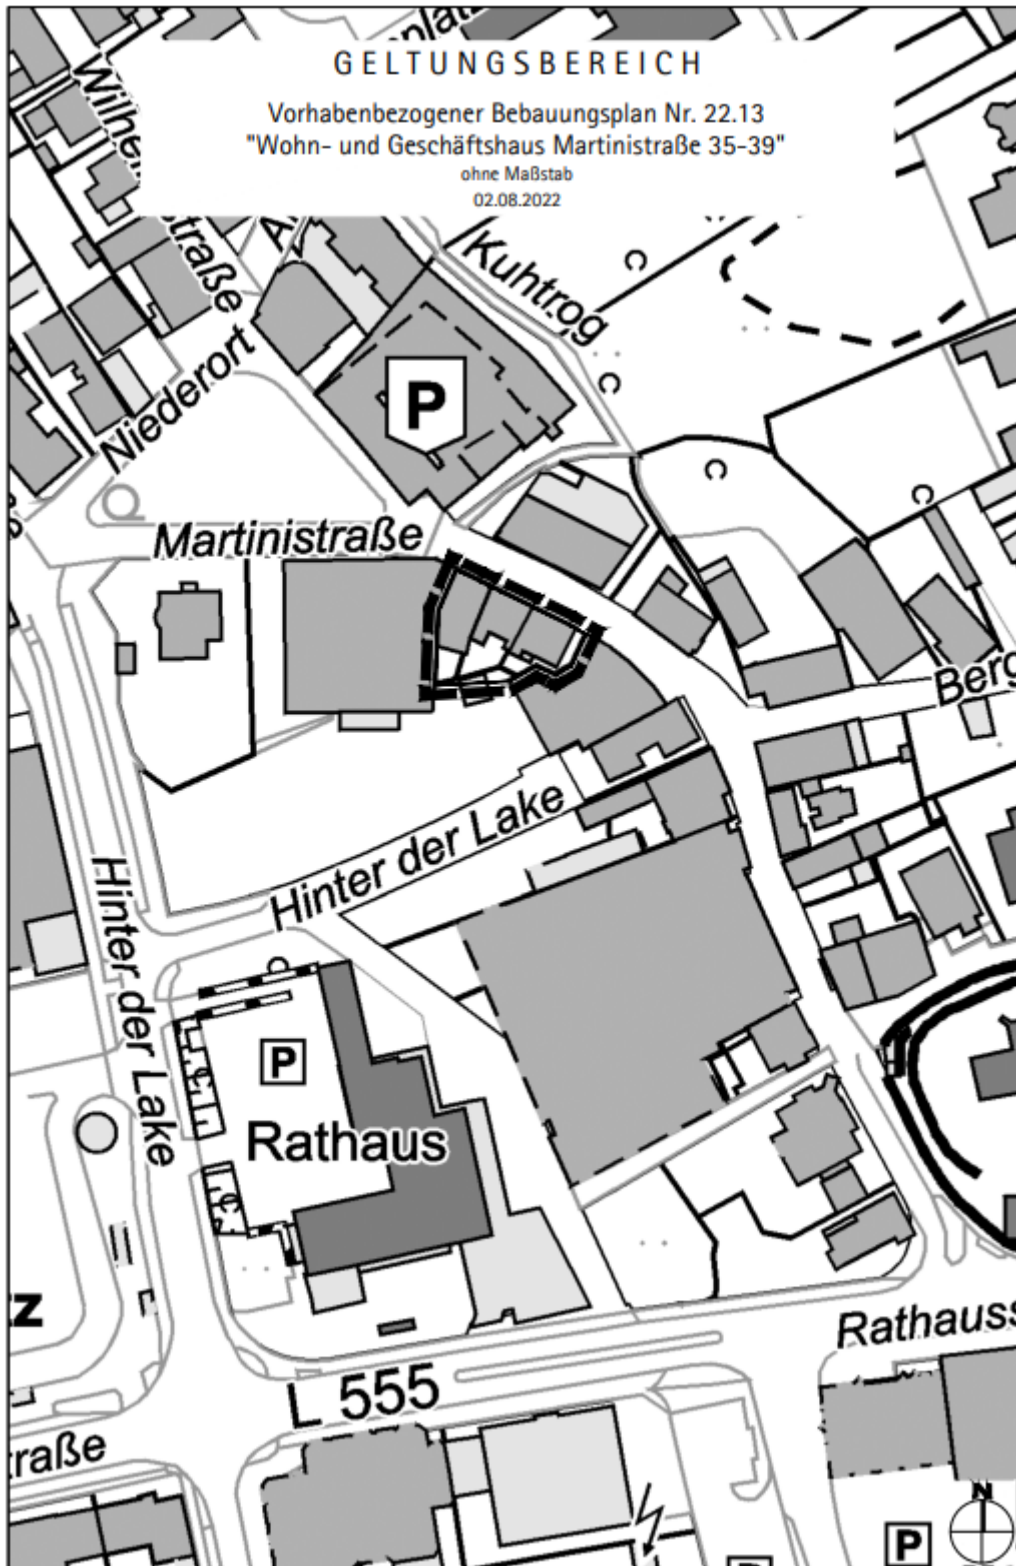 GELTUNGSBEREICH
Vorhabenbezogener Bebauungsplan Nr. 22.13
"Wohn- und Geschäftshaus Martinistraße 35-39"
ohne Maßstab
02.08.2022
Kuhtrog
Niederort
P
Martinistraße
Berg
Hinter der Lake
Hinter der Lake
P
Rathaus
z
Rathauss
L 555
traße
N
P